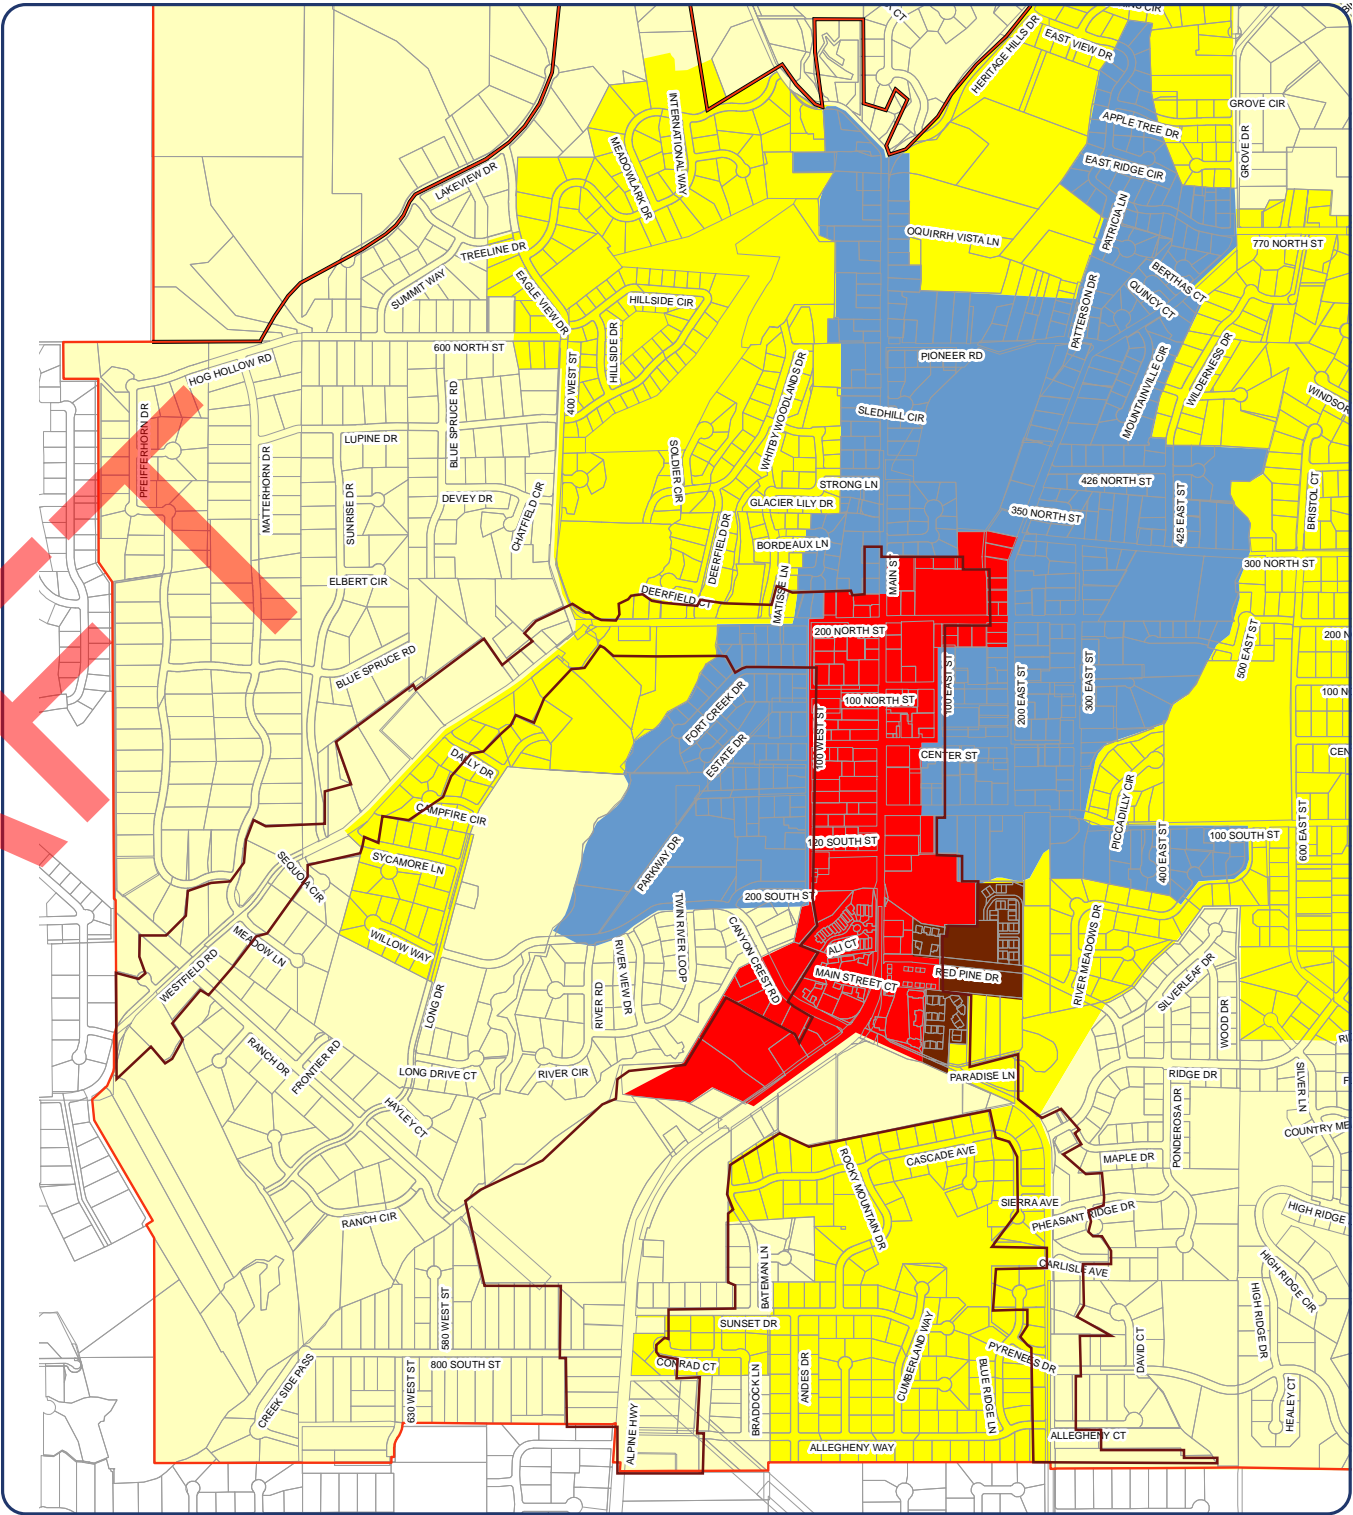 HERITAGE HILLS DR
EAST VIEW DR
GROVE CIR
INTERNATIONAL WAY
MEADOWLARK DR
APPLE TREE DR
GROVE DR
EAST RIDGE CIR
LAKEVIEW DR
PATRICIA LN
OQUIRRH VISTA LN
770 NORTH ST
TREELINE DR
SUMMIT WAY
EAGLE VIEW DR
BERTHAS CT
QUINCY CT
HILLSIDE CIR
PATTERSON DR
HILLSIDE DR
600 NORTH ST
PIONEER RD
HOG HOLLOW RD
400 WEST ST
WHITBY WOODLANDS DR
MOUNTAINVILLE CIR
WILDERNESS DR
WINDSOR
BLUE SPRUCE RD
SLEDHILL CIR
PFEIFFERHORN DR
LUPINE DR
MATTERHORN DR
SOLDIER CIR
426 NORTH ST
STRONG LN
SUNRISE DR
DEVEY DR
CHATFIELD CIR
GLACIER LILY DR
425 EAST ST
BRISTOL CT
350 NORTH ST
DEERFIELD DR
BORDEAUX LN
MAIN ST
300 NORTH ST
ELBERT CIR
DEERFIELD CT
MATISSE LN
200 NORTH ST
200 N
500 EAST ST
BLUE SPRUCE RD
100 EAST ST
200 EAST ST
300 EAST ST
100 N
FORT CREEK DR
100 NORTH ST
ESTATE DR
100 WEST ST
CENTER ST
CEN
DALLY DR
CAMPFIRE CIR
PICCADILLY CIR
600 EAST ST
120 SOUTH ST
100 SOUTH ST
400 EAST ST
SYCAMORE LN
PARKWAY DR
SEQUOIA CIR
200 SOUTH ST
TWIN RIVER LOOP
WILLOW WAY
MEADOW LN
CANYON CREST RD
ALI CT
RIVER MEADOWS DR
RIVER VIEW DR
WESTFIELD RD
MAIN STREET CT
RED PINE DR
SILVERLEAF DR
LONG DR
RIVER RD
WOOD DR
RANCH DR
FRONTIER RD
LONG DRIVE CT
RIVER CIR
PARADISE LN
RIDGE DR
SILVER LN
HAYLEY CT
PONDEROSA DR
COUNTRY ME
CASCADE AVE
MAPLE DR
ROCKY MOUNTAIN DR
SIERRA AVE
RANCH CIR
PHEASANT RIDGE DR
HIGH RIDGE
BATEMAN LN
CARLISLE AVE
HIGH RIDGE CIR
580 WEST ST
SUNSET DR
HIGH RIDGE DR
CUMBERLAND WAY
PYRENEES DR
DAVID CT
800 SOUTH ST
CONRAD CT
CREEK SIDE PASS
630 WEST ST
BRADDOCK LN
ANDES DR
BLUE RIDGE LN
HEALEY CT
ALPINE HWY
ALLEGHENY WAY
ALLEGHENY CT